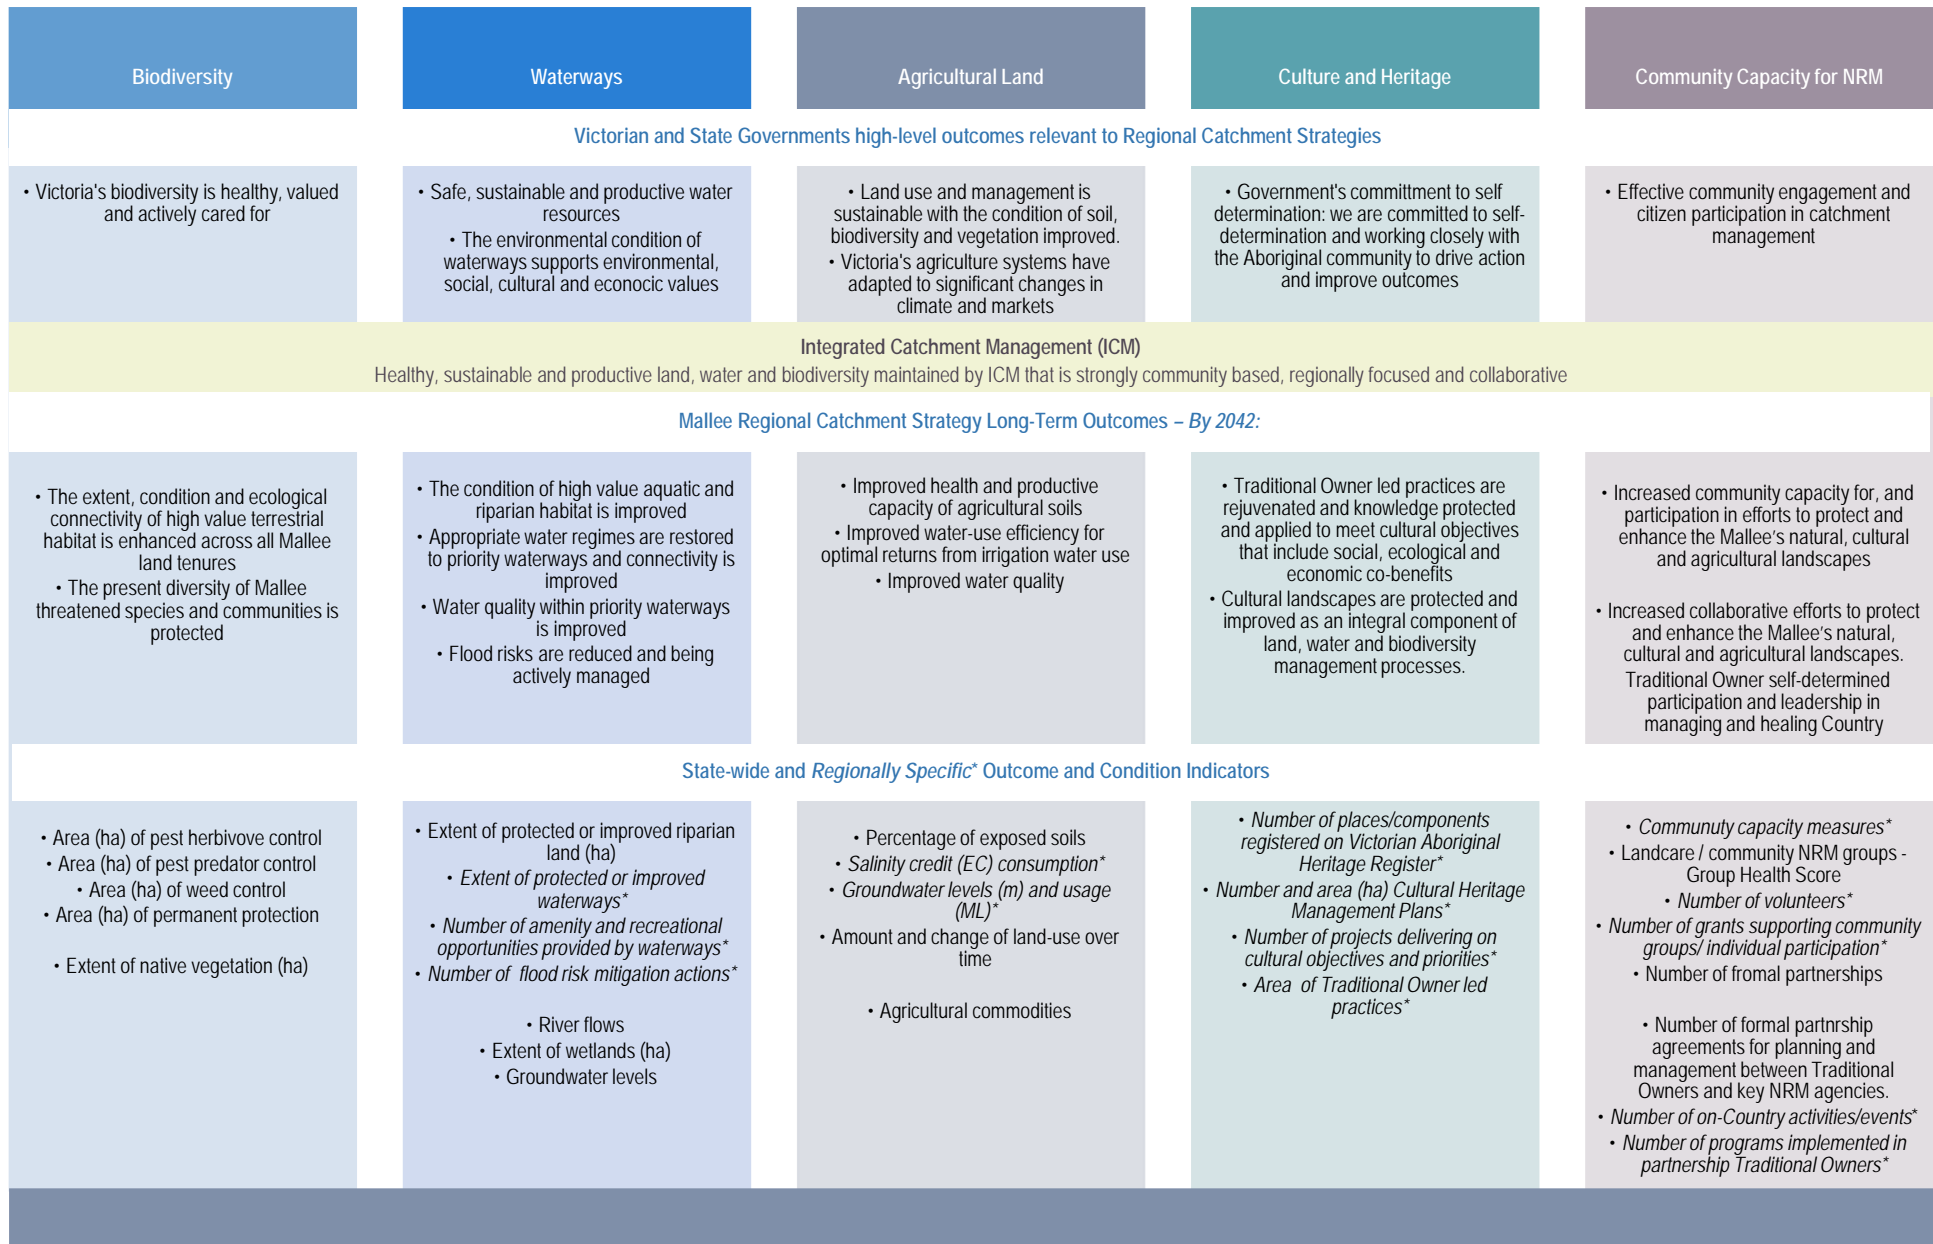 Biodiversity
Waterways
Agricultural Land
Culture and Heritage
Community Capacity for NRM
Victorian and State Governments high-level outcomes relevant to Regional Catchment Strategies
• Victoria's biodiversity is healthy, valued
and actively cared for
• Safe, sustainable and productive water
resources
• The environmental condition of
waterways supports environmental,
social, cultural and econocic values
• Land use and management is
sustainable with the condition of soil,
biodiversity and vegetation improved.
• Victoria's agriculture systems have
adapted to significant changes in
climate and markets
• Government's committment to self
determination: we are committed to self-
determination and working closely with
the Aboriginal community to drive action
and improve outcomes
• Effective community engagement and
citizen participation in catchment
management
Integrated Catchment Management (ICM)
Healthy, sustainable and productive land, water and biodiversity maintained by ICM that is strongly community based, regionally focused and collaborative
Mallee Regional Catchment Strategy Long-Term Outcomes – By 2042:
• The extent, condition and ecological
connectivity of high value terrestrial
habitat is enhanced across all Mallee
land tenures
• The present diversity of Mallee
threatened species and communities is
protected
• The condition of high value aquatic and
riparian habitat is improved
• Appropriate water regimes are restored
to priority waterways and connectivity is
improved
• Water quality within priority waterways
is improved
• Flood risks are reduced and being
actively managed
• Improved health and productive
capacity of agricultural soils
• Improved water-use efficiency for
optimal returns from irrigation water use
• Improved water quality
• Traditional Owner led practices are
rejuvenated and knowledge protected
and applied to meet cultural objectives
that include social, ecological and
economic co-benefits
• Cultural landscapes are protected and
improved as an integral component of
land, water and biodiversity
management processes.
• Increased community capacity for, and
participation in efforts to protect and
enhance the Mallee's natural, cultural
and agricultural landscapes
• Increased collaborative efforts to protect
and enhance the Mallee's natural,
cultural and agricultural landscapes.
Traditional Owner self-determined
participation and leadership in
managing and healing Country
State-wide and Regionally Specific* Outcome and Condition Indicators
• Area (ha) of pest herbivove control
• Area (ha) of pest predator control
• Area (ha) of weed control
• Area (ha) of permanent protection
• Extent of native vegetation (ha)
• Extent of protected or improved riparian
land (ha)
• Extent of protected or improved
waterways*
• Number of amenity and recreational
opportunities provided by waterways*
• Number of flood risk mitigation actions*
• River flows
• Extent of wetlands (ha)
• Groundwater levels
• Percentage of exposed soils
• Salinity credit (EC) consumption*
• Groundwater levels (m) and usage
(ML)*
• Amount and change of land-use over
time
• Agricultural commodities
• Number of places/components
registered on Victorian Aboriginal
Heritage Register*
• Number and area (ha) Cultural Heritage
Management Plans*
• Number of projects delivering on
cultural objectives and priorities*
• Area of Traditional Owner led
practices*
• Communuty capacity measures*
• Landcare / community NRM groups -
Group Health Score
• Number of volunteers*
• Number of grants supporting community
groups/ individual participation*
• Number of fromal partnerships
• Number of formal partnrship
agreements for planning and
management between Traditional
Owners and key NRM agencies.
• Number of on-Country activities/events*
• Number of programs implemented in
partnership Traditional Owners*